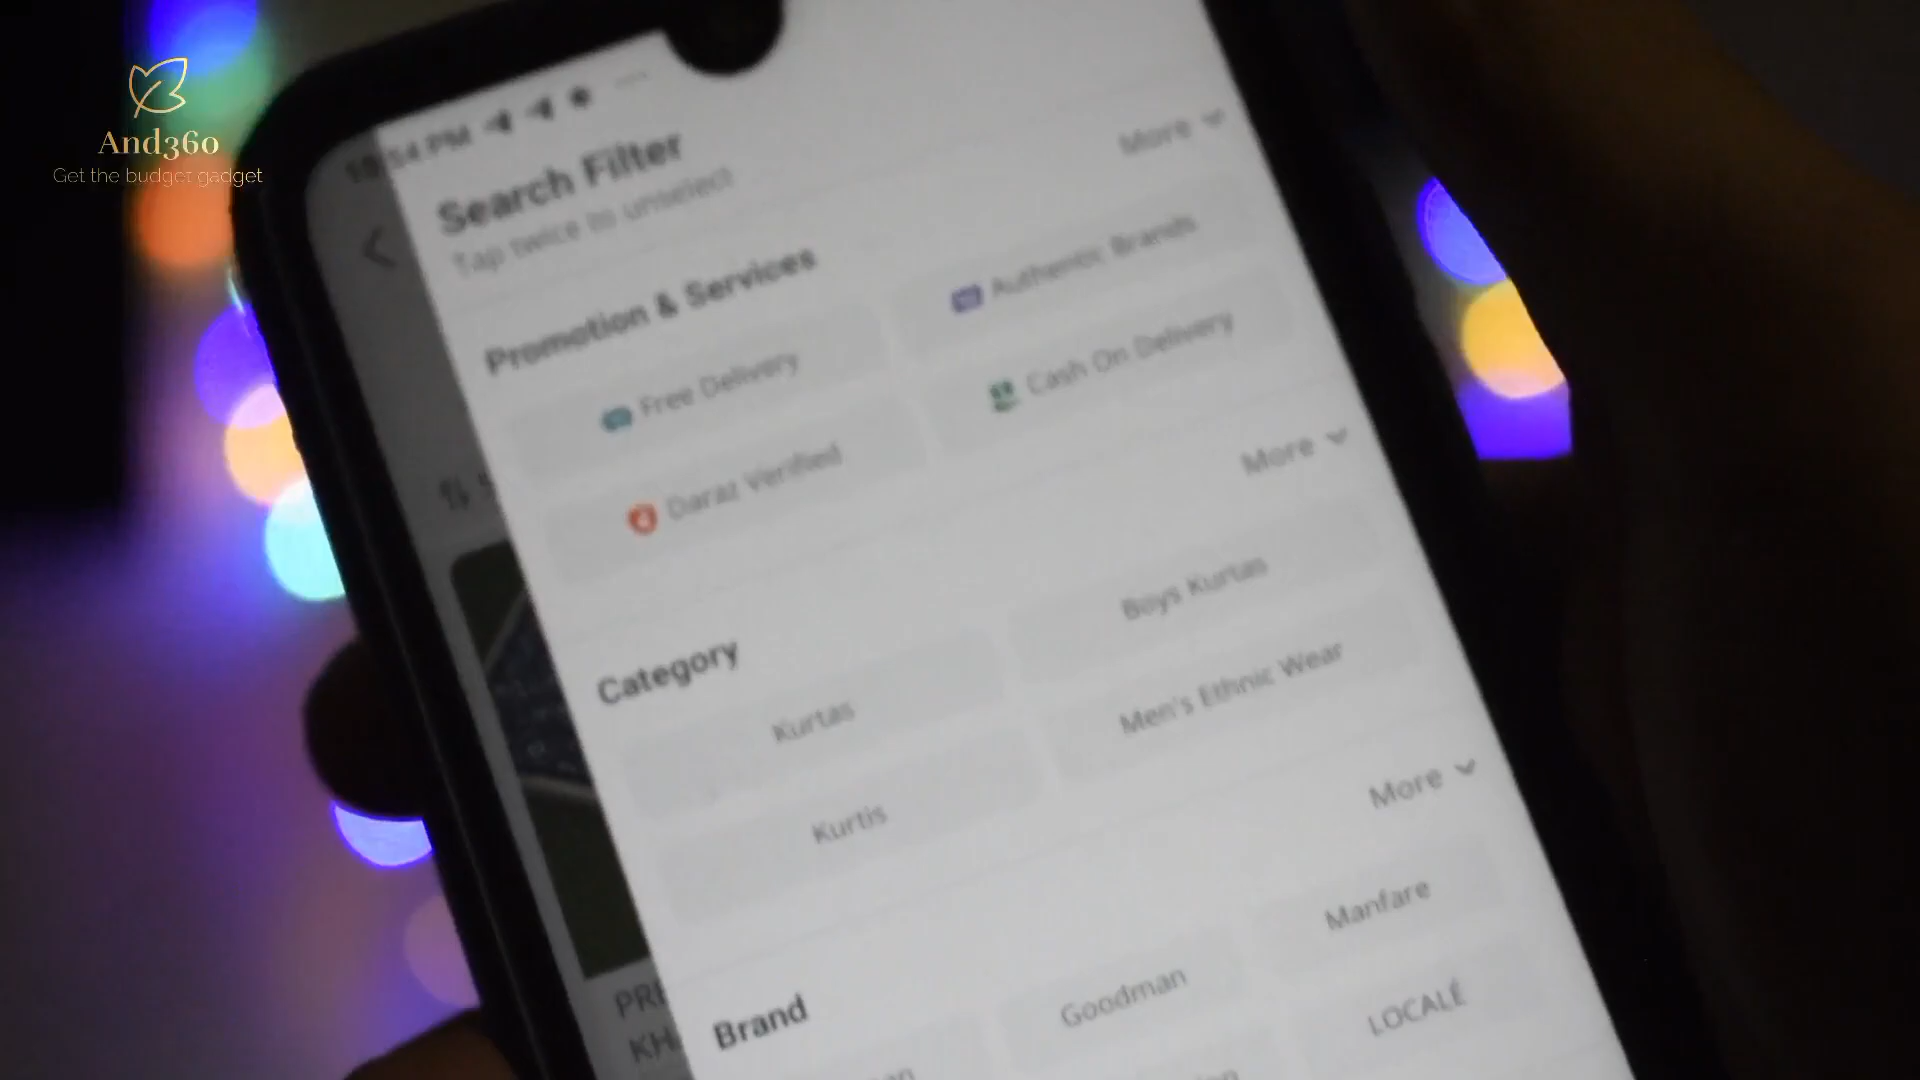 And360
Get the budget gadget
Search Filter
Tap twice to unselect
More
Promotion & Services
Authentic Brands
Free Delivery
Cash On Delivery
Daraz Verified
More
Category
Boys Kurtas
Kurtas
Men's Ethnic Wear
Kurtis
More
Brand
Manfare
Goodman
LOCALÉ